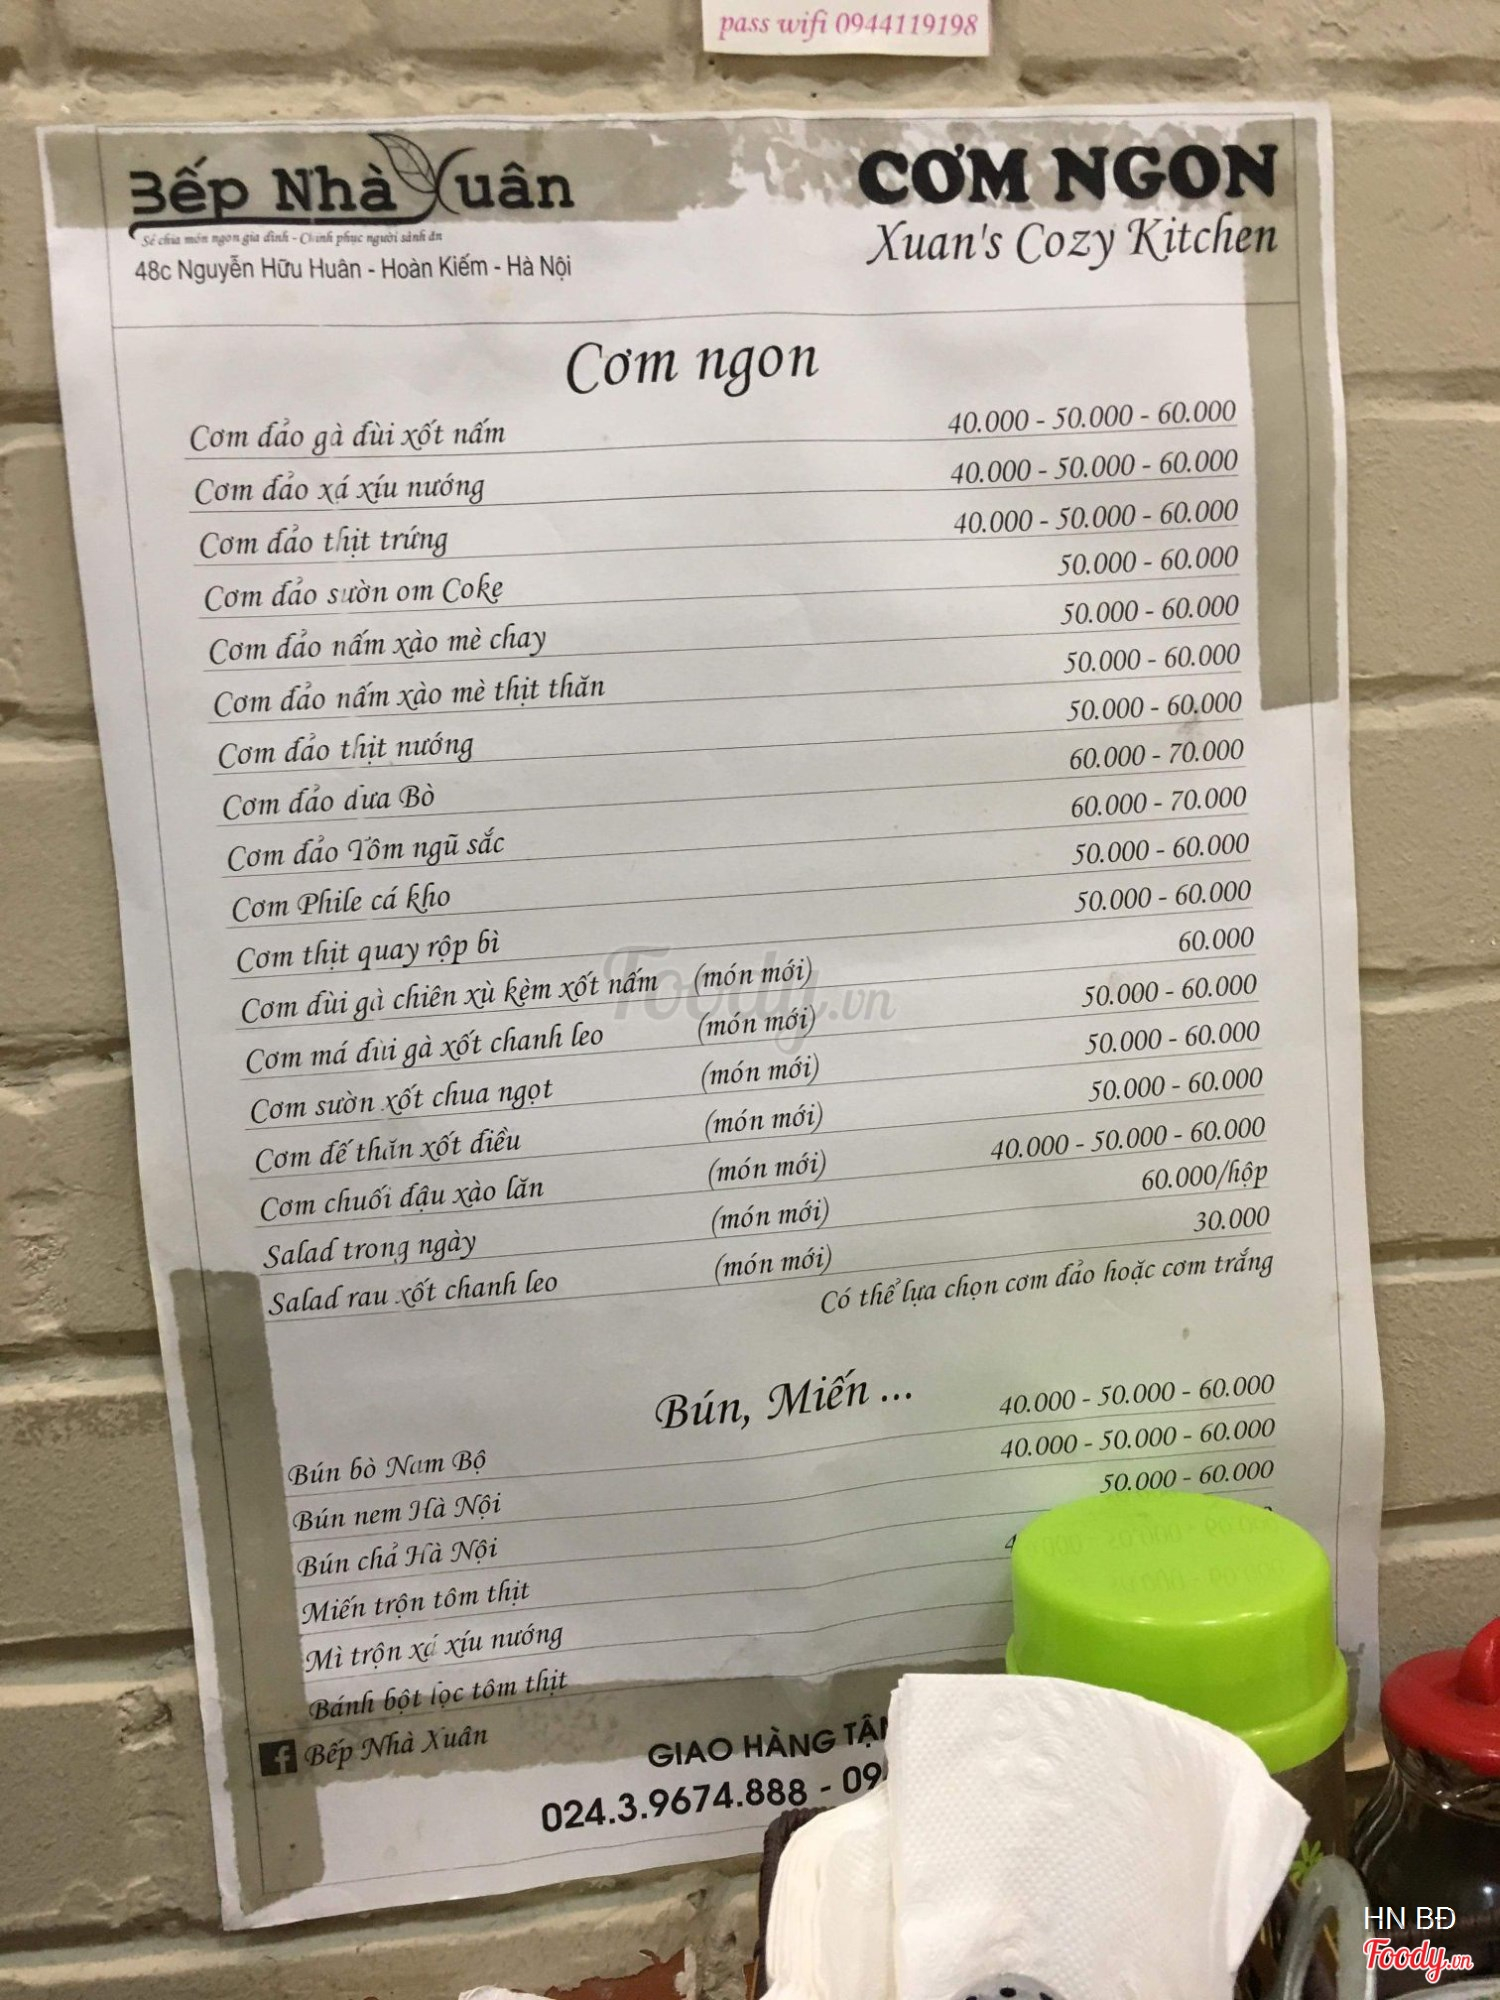 pass wifi 0944119198
Bếp Nhà Xuân
Sẻ chia món ngon gia đình - Chinh phục người sành ăn
48c Nguyễn Hữu Huân - Hoàn Kiếm - Hà Nội
CƠM NGON
Xuan's Cozy Kitchen
Cơm ngon
Cơm đảo gà đùi xốt nấm 40.000 - 50.000 - 60.000
Cơm đảo xá xíu nướng 40.000 - 50.000 - 60.000
Cơm đảo thịt trứng 40.000 - 50.000 - 60.000
Cơm đảo sườn om Coke 50.000 - 60.000
Cơm đảo nấm xào mè chay 50.000 - 60.000
Cơm đảo nấm xào mè thịt thăn 50.000 - 60.000
Cơm đảo thịt nướng 50.000 - 60.000
Cơm đảo dưa Bò 60.000 - 70.000
Cơm đảo Tôm ngũ sắc 60.000 - 70.000
Cơm Phile cá kho 50.000 - 60.000
Cơm thịt quay rộp bì 50.000 - 60.000
Cơm đùi gà chiên xù kèm xốt nấm (món mới) 60.000
Cơm má đùi gà xốt chanh leo (món mới) 50.000 - 60.000
Cơm sườn xốt chua ngọt (món mới) 50.000 - 60.000
Cơm đế thăn xốt điều (món mới) 50.000 - 60.000
Cơm chuối đậu xào lăn (món mới) 40.000 - 50.000 - 60.000
Salad trong ngày (món mới) 60.000/hộp
Salad rau xốt chanh leo (món mới) 30.000
Có thể lựa chọn cơm đảo hoặc cơm trắng
Bún, Miến ...
Bún bò Nam Bộ 40.000 - 50.000 - 60.000
Bún nem Hà Nội 40.000 - 50.000 - 60.000
Bún chả Hà Nội 50.000 - 60.000
Miến trộn tôm thịt
Mì trộn xá xíu nướng
Bánh bột lọc tôm thịt
f Bếp Nhà Xuân
GIAO HÀNG TẬN
024.3.9674.888 - 09
Foody.vn
HN BĐ
Foody.vn